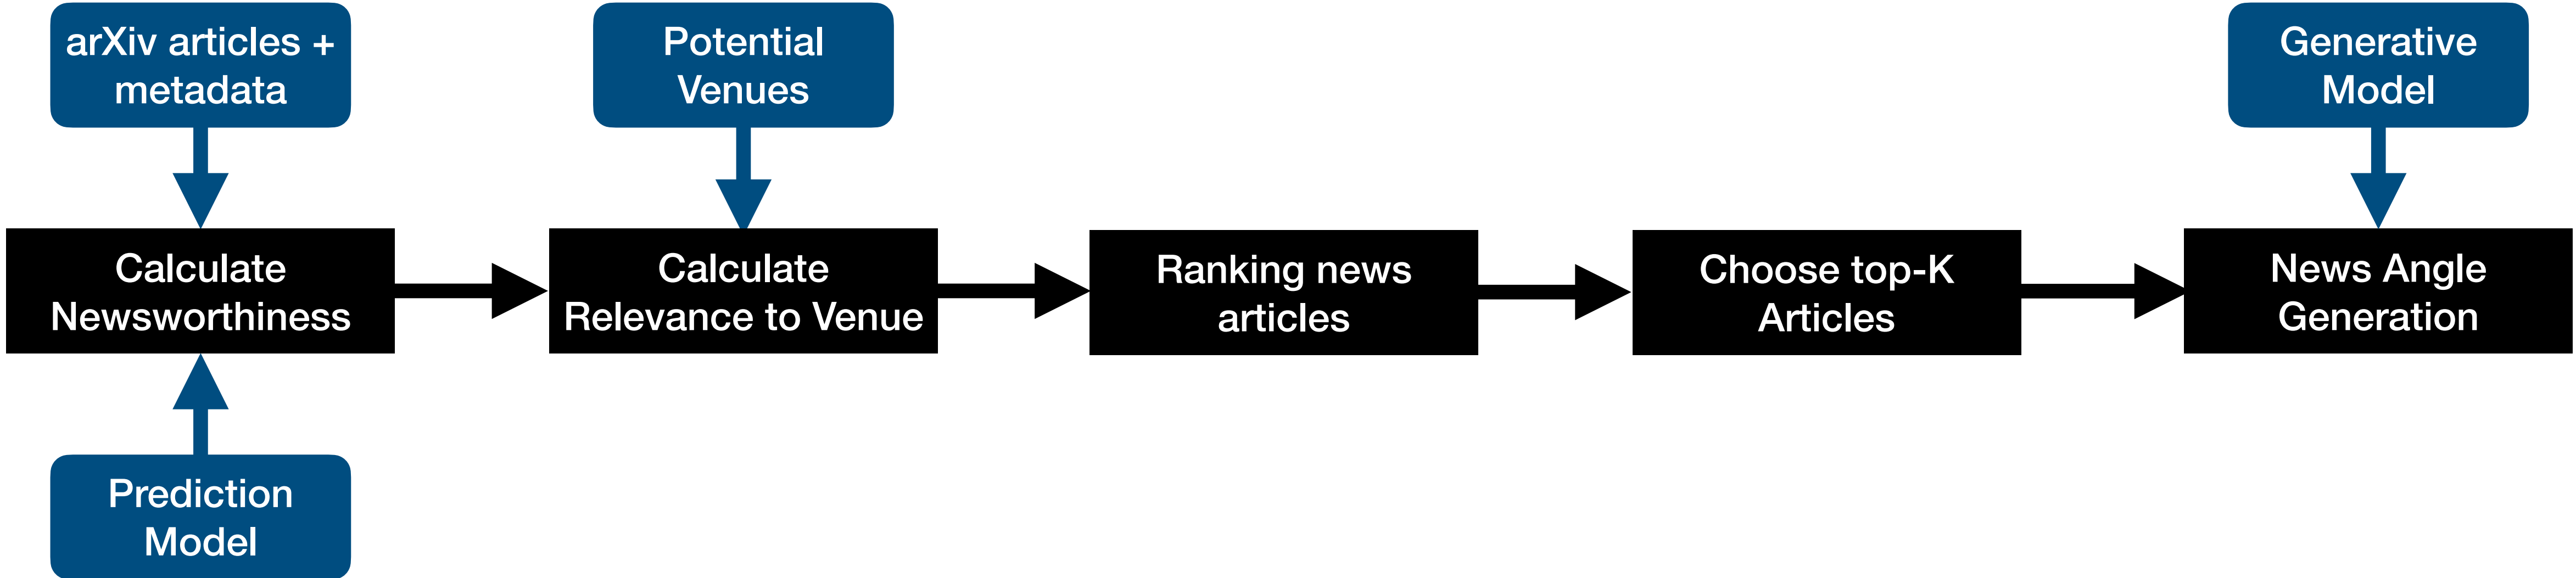 arXiv articles +
metadata
Potential
Venues
Generative
Model
Calculate
Newsworthiness
Calculate
Relevance to Venue
Ranking news
articles
Choose top-K
Articles
News Angle
Generation
Prediction
Model